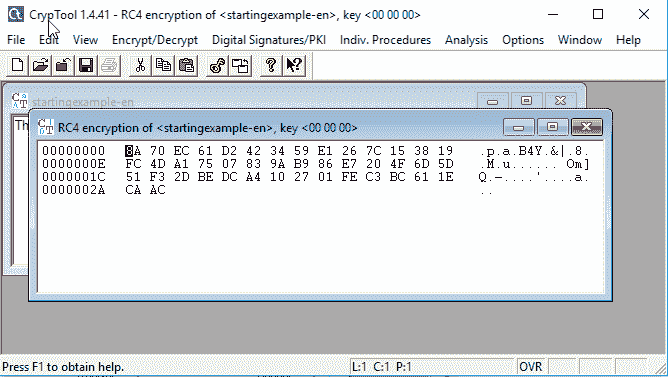 CrypTool 1.4.41 - RC4 encryption of <startingexample-en>, key <00 00 00>
File Edit View Encrypt/Decrypt Digital Signatures/PKI Indiv. Procedures Analysis Options Window Help
startingexample-en
Th
RC4 encryption of <startingexample-en>, key <00 00 00>
00000000 8A 70 EC 61 D2 42 34 59 E1 26 7C 15 38 19 .p.a.B4Y.&|.8.
0000000E FC 4D A1 75 07 83 9A B9 86 E7 20 4F 6D 5D .M.u...... Om]
0000001C 51 F3 2D BE DC A4 10 27 01 FE C3 BC 61 1E Q.-....'....a.
0000002A CA AC ..
Press F1 to obtain help. L:1 C:1 P:1 OVR